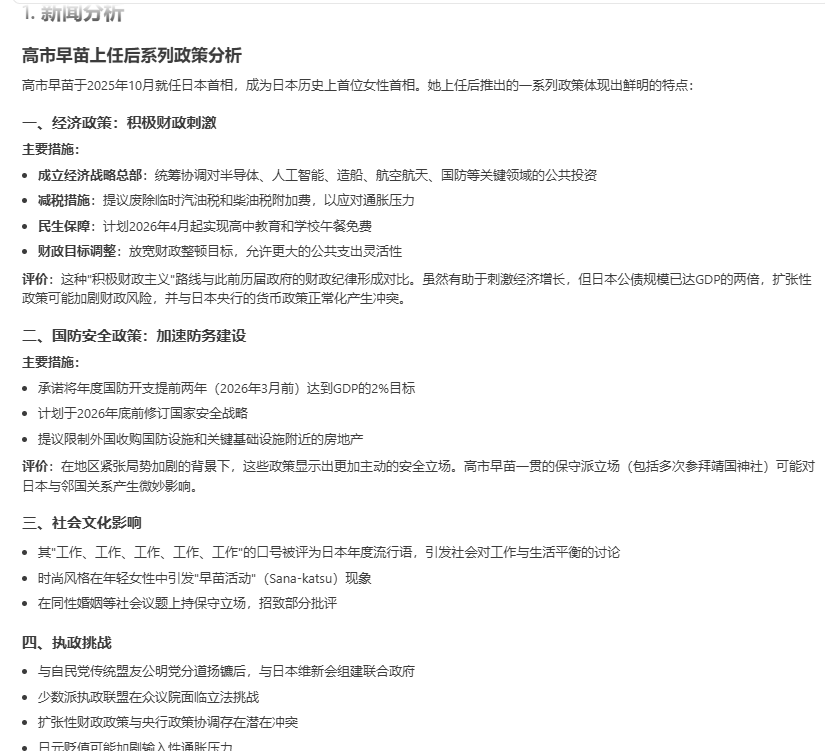 1. 新闻分析
高市早苗上任后系列政策分析
高市早苗于2025年10月就任日本首相，成为日本历史上首位女性首相。她上任后推出的一系列政策体现出鲜明的特点：
一、经济政策：积极财政刺激
主要措施：
• 成立经济战略总部：统筹协调对半导体、人工智能、造船、航空航天、国防等关键领域的公共投资
• 减税措施：提议废除临时汽油税和柴油税附加费，以应对通胀压力
• 民生保障：计划2026年4月起实现高中教育和学校午餐免费
• 财政目标调整：放宽财政整顿目标，允许更大的公共支出灵活性
评价：这种"积极财政主义"路线与此前历届政府的财政纪律形成对比。虽然有助于刺激经济增长，但日本公债规模已达GDP的两倍，扩张性
政策可能加剧财政风险，并与日本央行的货币政策正常化产生冲突。
二、国防安全政策：加速防务建设
主要措施：
• 承诺将年度国防开支提前两年（2026年3月前）达到GDP的2%目标
• 计划于2026年底前修订国家安全战略
• 提议限制外国收购国防设施和关键基础设施附近的房地产
评价：在地区紧张局势加剧的背景下，这些政策显示出更加主动的安全立场。高市早苗一贯的保守派立场（包括多次参拜靖国神社）可能对
日本与邻国关系产生微妙影响。
三、社会文化影响
• 其"工作、工作、工作、工作、工作"的口号被评为日本年度流行语，引发社会对工作与生活平衡的讨论
• 时尚风格在年轻女性中引发"早苗活动"（Sana-katsu）现象
• 在同性婚姻等社会议题上持保守立场，招致部分批评
四、执政挑战
• 与自民党传统盟友公明党分道扬镳后，与日本维新会组建联合政府
• 少数派执政联盟在众议院面临立法挑战
• 扩张性财政政策与央行政策协调存在潜在冲突
• 日元贬值可能加剧输入性通胀压力